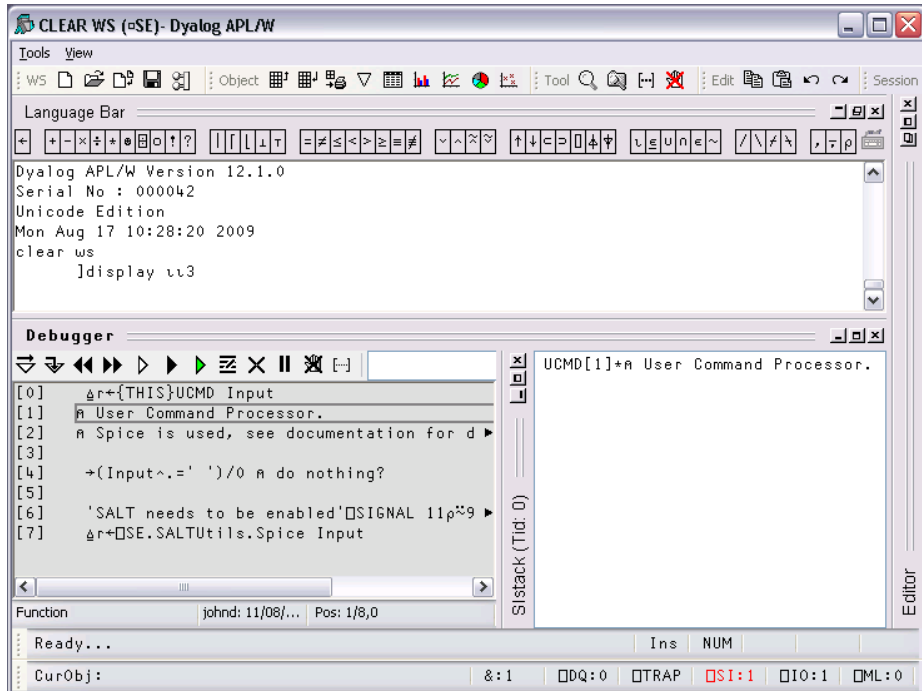 CLEAR WS (¤SE)- Dyalog APL/W
Tools View
WS Object Tool Edit Session
Language Bar
← + - × ÷ * ⍟ ⌹ ○ ! ? | ⌈ ⌊ ⊥ ⊤ = ≠ ≤ < > ≥ ≡ ≢ ∨ ∧ ⍲ ⍱ ↑ ↓ ⊂ ⊃ ⌷ ⍋ ⍒ ⍳ ⍷ ∪ ∩ ∊ ~ / \ ⌿ ⍀ , ⍪ ⍴
Dyalog APL/W Version 12.1.0
Serial No : 000042
Unicode Edition
Mon Aug 17 10:28:20 2009
clear ws
]display ⍳⍳3
Debugger
[0] ∆r←{THIS}UCMD Input
[1] ⍝ User Command Processor.
[2] ⍝ Spice is used, see documentation for d
[3]
[4] →(Input∧.=' ')/0 ⍝ do nothing?
[5]
[6] 'SALT needs to be enabled'⎕SIGNAL 11⍴⍨9
[7] ∆r←⎕SE.SALTUtils.Spice Input
Function johnd: 11/08/... Pos: 1/8,0
SIstack (Tid: 0)
UCMD[1]*⍝ User Command Processor.
Editor
Ready... Ins NUM
CurObj: &:1 ⎕DQ:0 ⎕TRAP ⎕SI:1 ⎕IO:1 ⎕ML:0